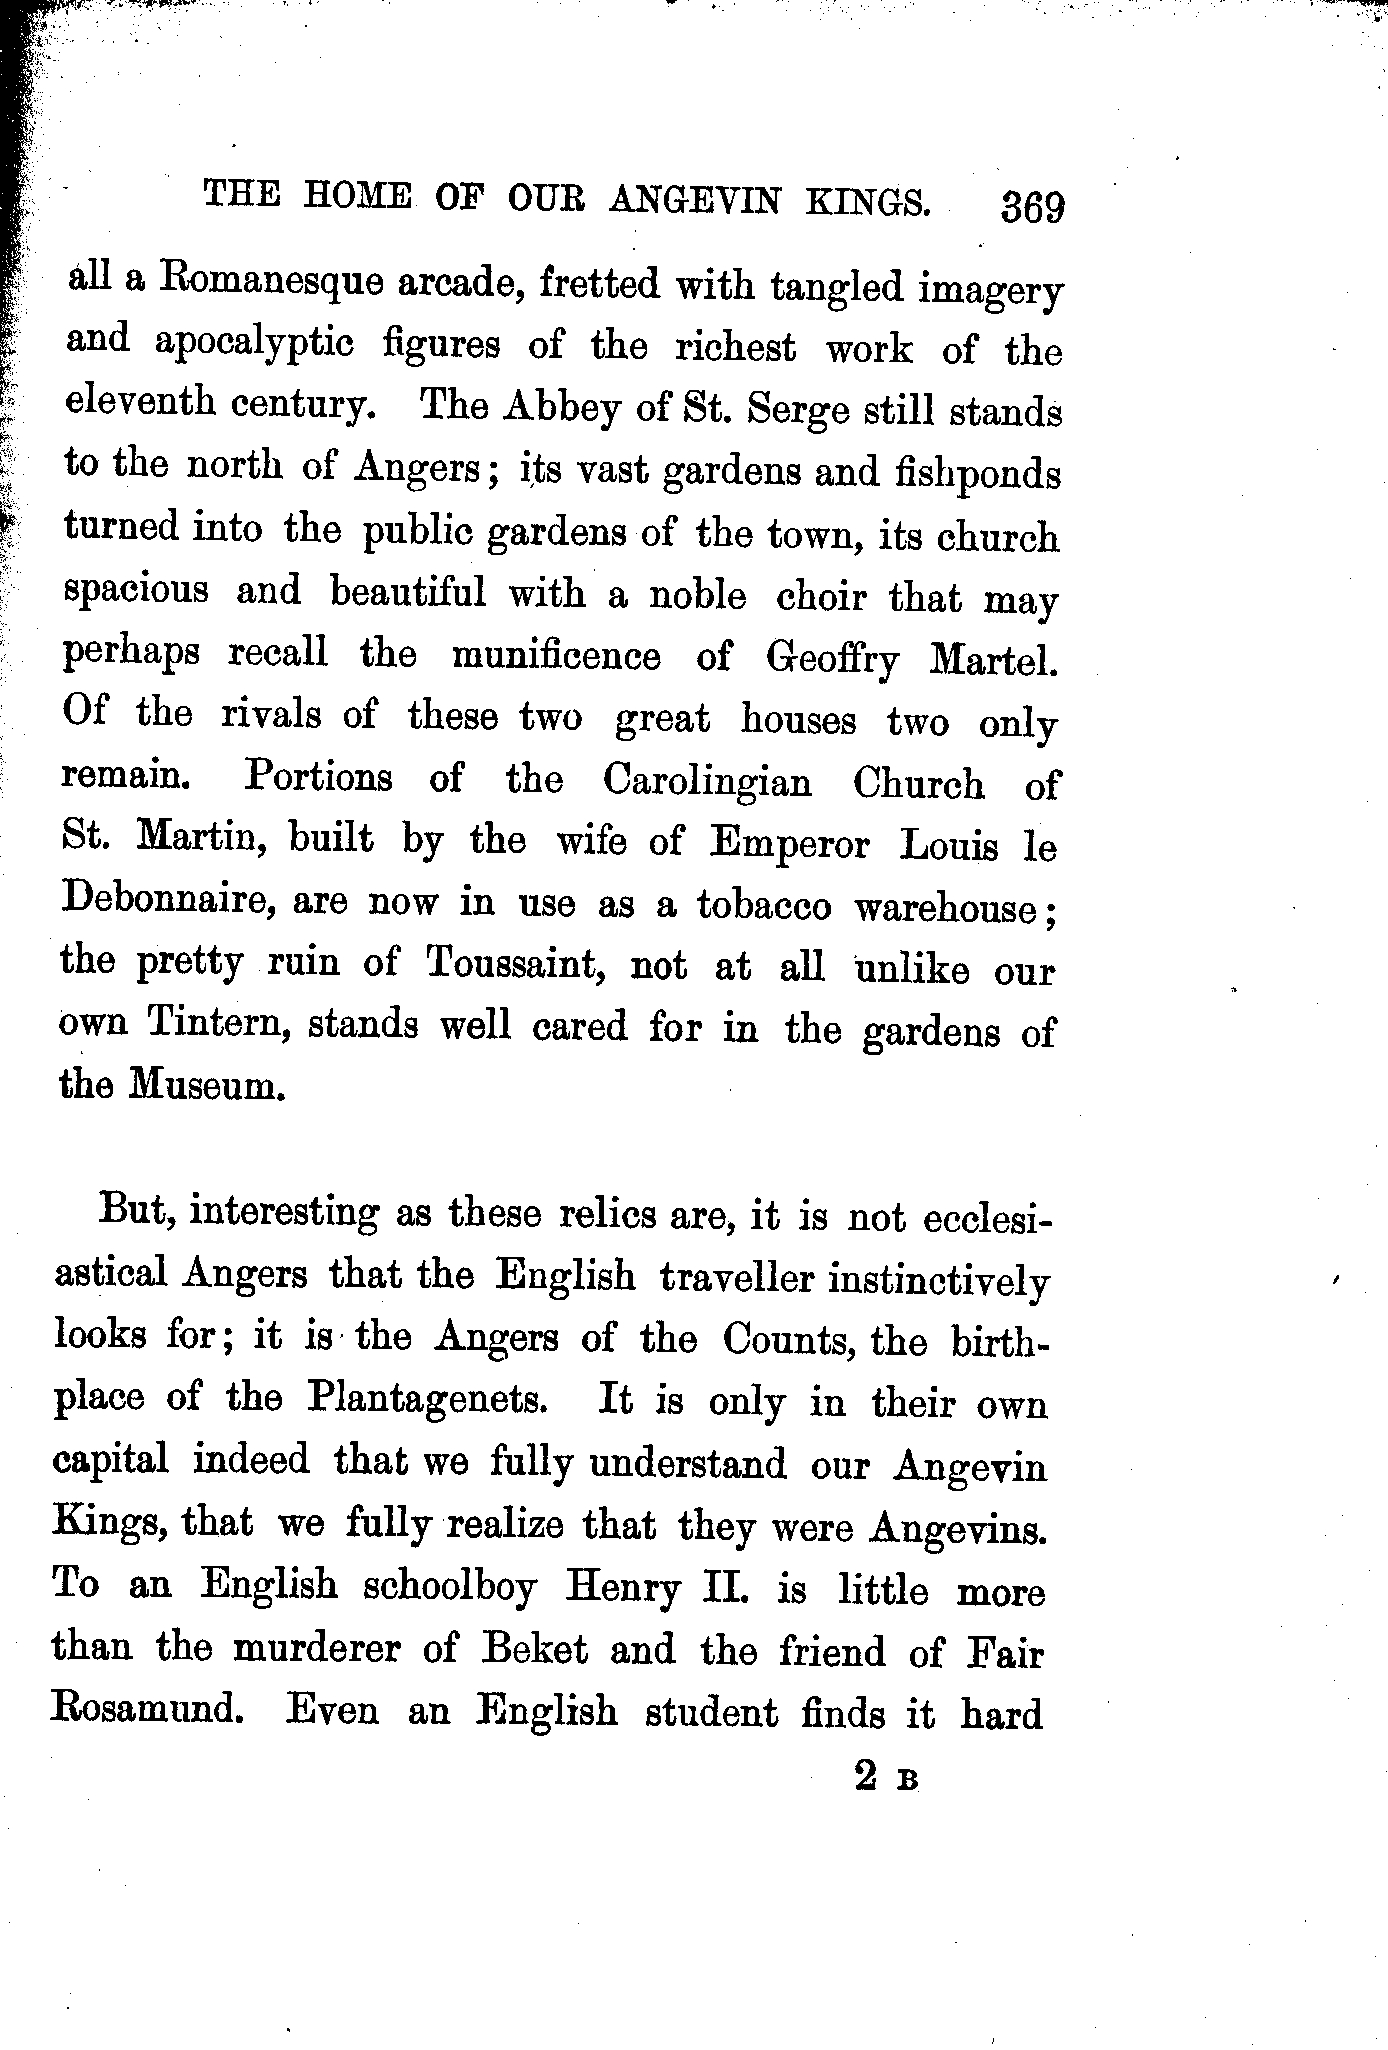 THE HOME OF OUR ANGEVIN KINGS. 369
all a Romanesque arcade, fretted with tangled imagery
and apocalyptic figures of the richest work of the
eleventh century. The Abbey of St. Serge still stands
to the north of Angers; its vast gardens and fishponds
turned into the public gardens of the town, its church
spacious and beautiful with a noble choir that may
perhaps recall the munificence of Geoffry Martel.
Of the rivals of these two great houses two only
remain. Portions of the Carolingian Church of
St. Martin, built by the wife of Emperor Louis le
Debonnaire, are now in use as a tobacco warehouse;
the pretty ruin of Toussaint, not at all unlike our
own Tintern, stands well cared for in the gardens of
the Museum.
But, interesting as these relics are, it is not ecclesi-
astical Angers that the English traveller instinctively
looks for; it is the Angers of the Counts, the birth-
place of the Plantagenets. It is only in their own
capital indeed that we fully understand our Angevin
Kings, that we fully realize that they were Angevins.
To an English schoolboy Henry II. is little more
than the murderer of Beket and the friend of Fair
Rosamund. Even an English student finds it hard
2 B